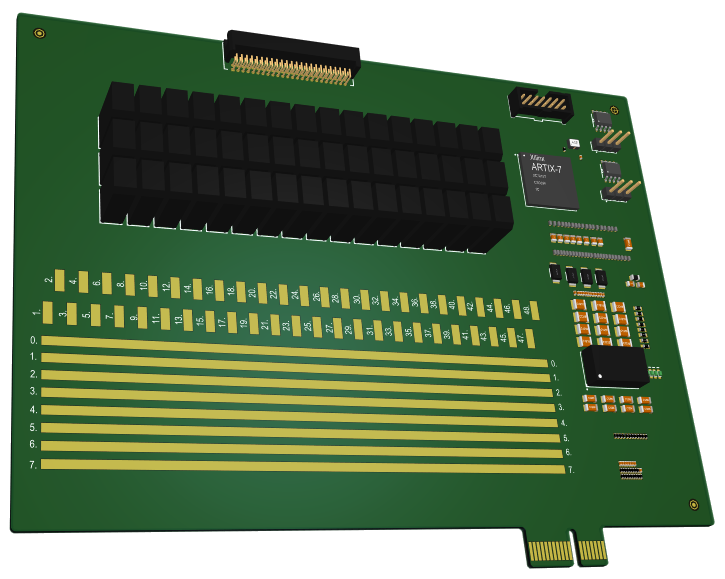 Xilinx
ARTIX-7
2. 4. 6. 8. 10. 12. 14. 16. 18. 20. 22. 24. 26. 28. 30. 32. 34. 36. 38. 40. 42. 44. 46. 48.
1. 3. 5. 7. 9. 11. 13. 15. 17. 19. 21. 23. 25. 27. 29. 31. 33. 35. 37. 39. 41. 43. 45. 47.
0. 0.
1. 1.
2. 2.
3. 3.
4. 4.
5. 5.
6. 6.
7. 7.